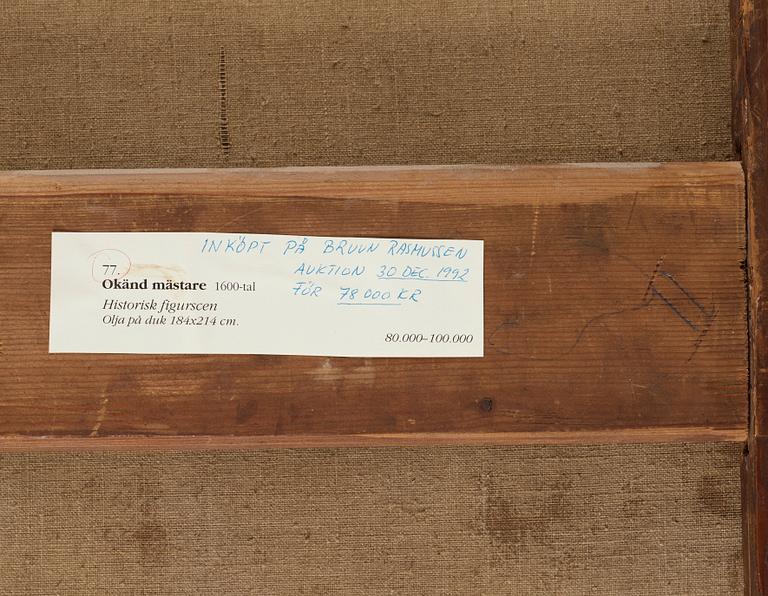 INKÖPT PÅ BRUUN RASMUSSEN
AUKTION 30 DEC. 1992
FÖR 78 000 KR
77.
Okänd mästare 1600-tal
Historisk figurscen
Olja på duk 184x214 cm.
80.000–100.000
II